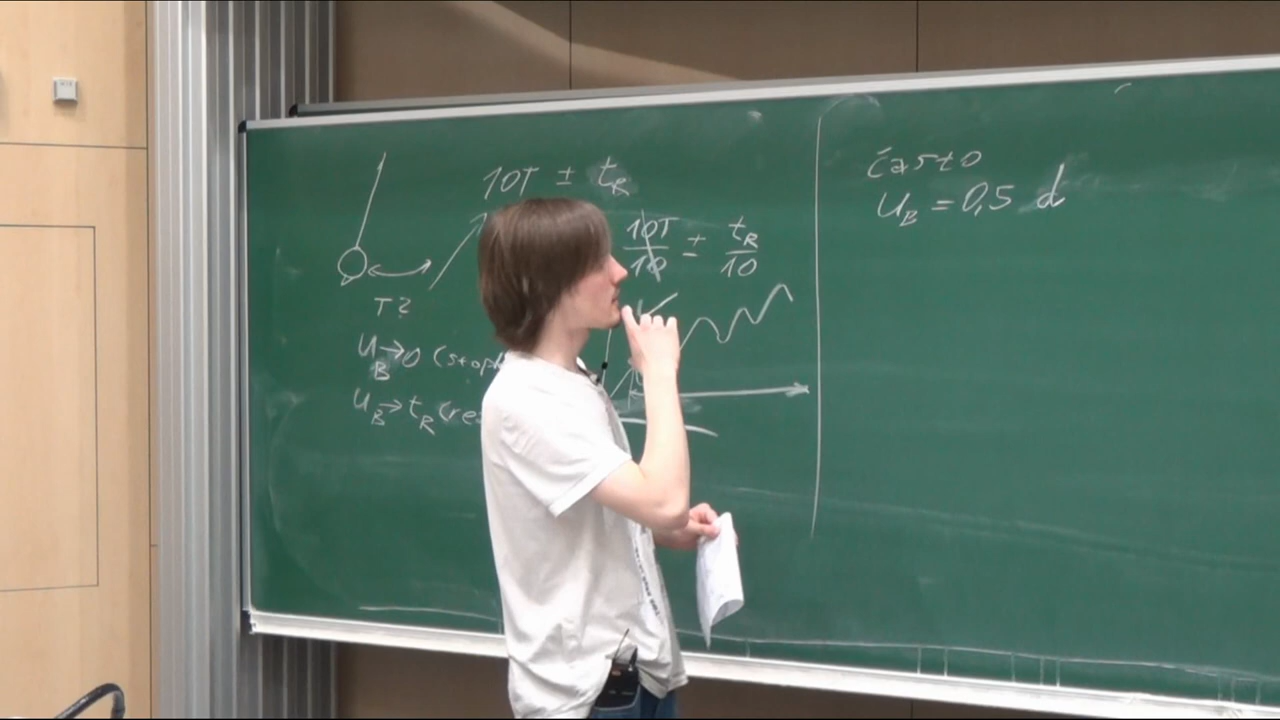 10T ± t_R
10T/10 ± t_R/10
T?
u_B → 0 (stop
u_B → t_R (re
často
u_B = 0,5 d